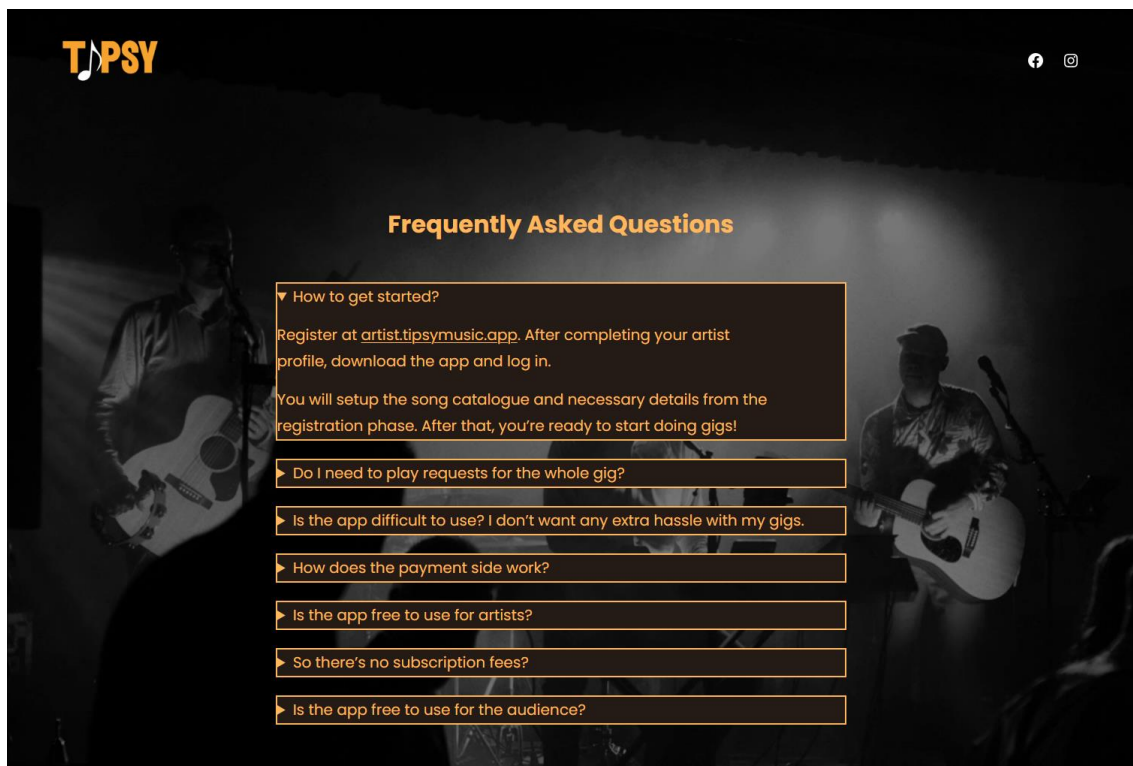 TIPSY
Frequently Asked Questions
How to get started?
Register at artist.tipsymusic.app. After completing your artist
profile, download the app and log in.
You will setup the song catalogue and necessary details from the
registration phase. After that, you’re ready to start doing gigs!
Do I need to play requests for the whole gig?
Is the app difficult to use? I don’t want any extra hassle with my gigs.
How does the payment side work?
Is the app free to use for artists?
So there’s no subscription fees?
Is the app free to use for the audience?